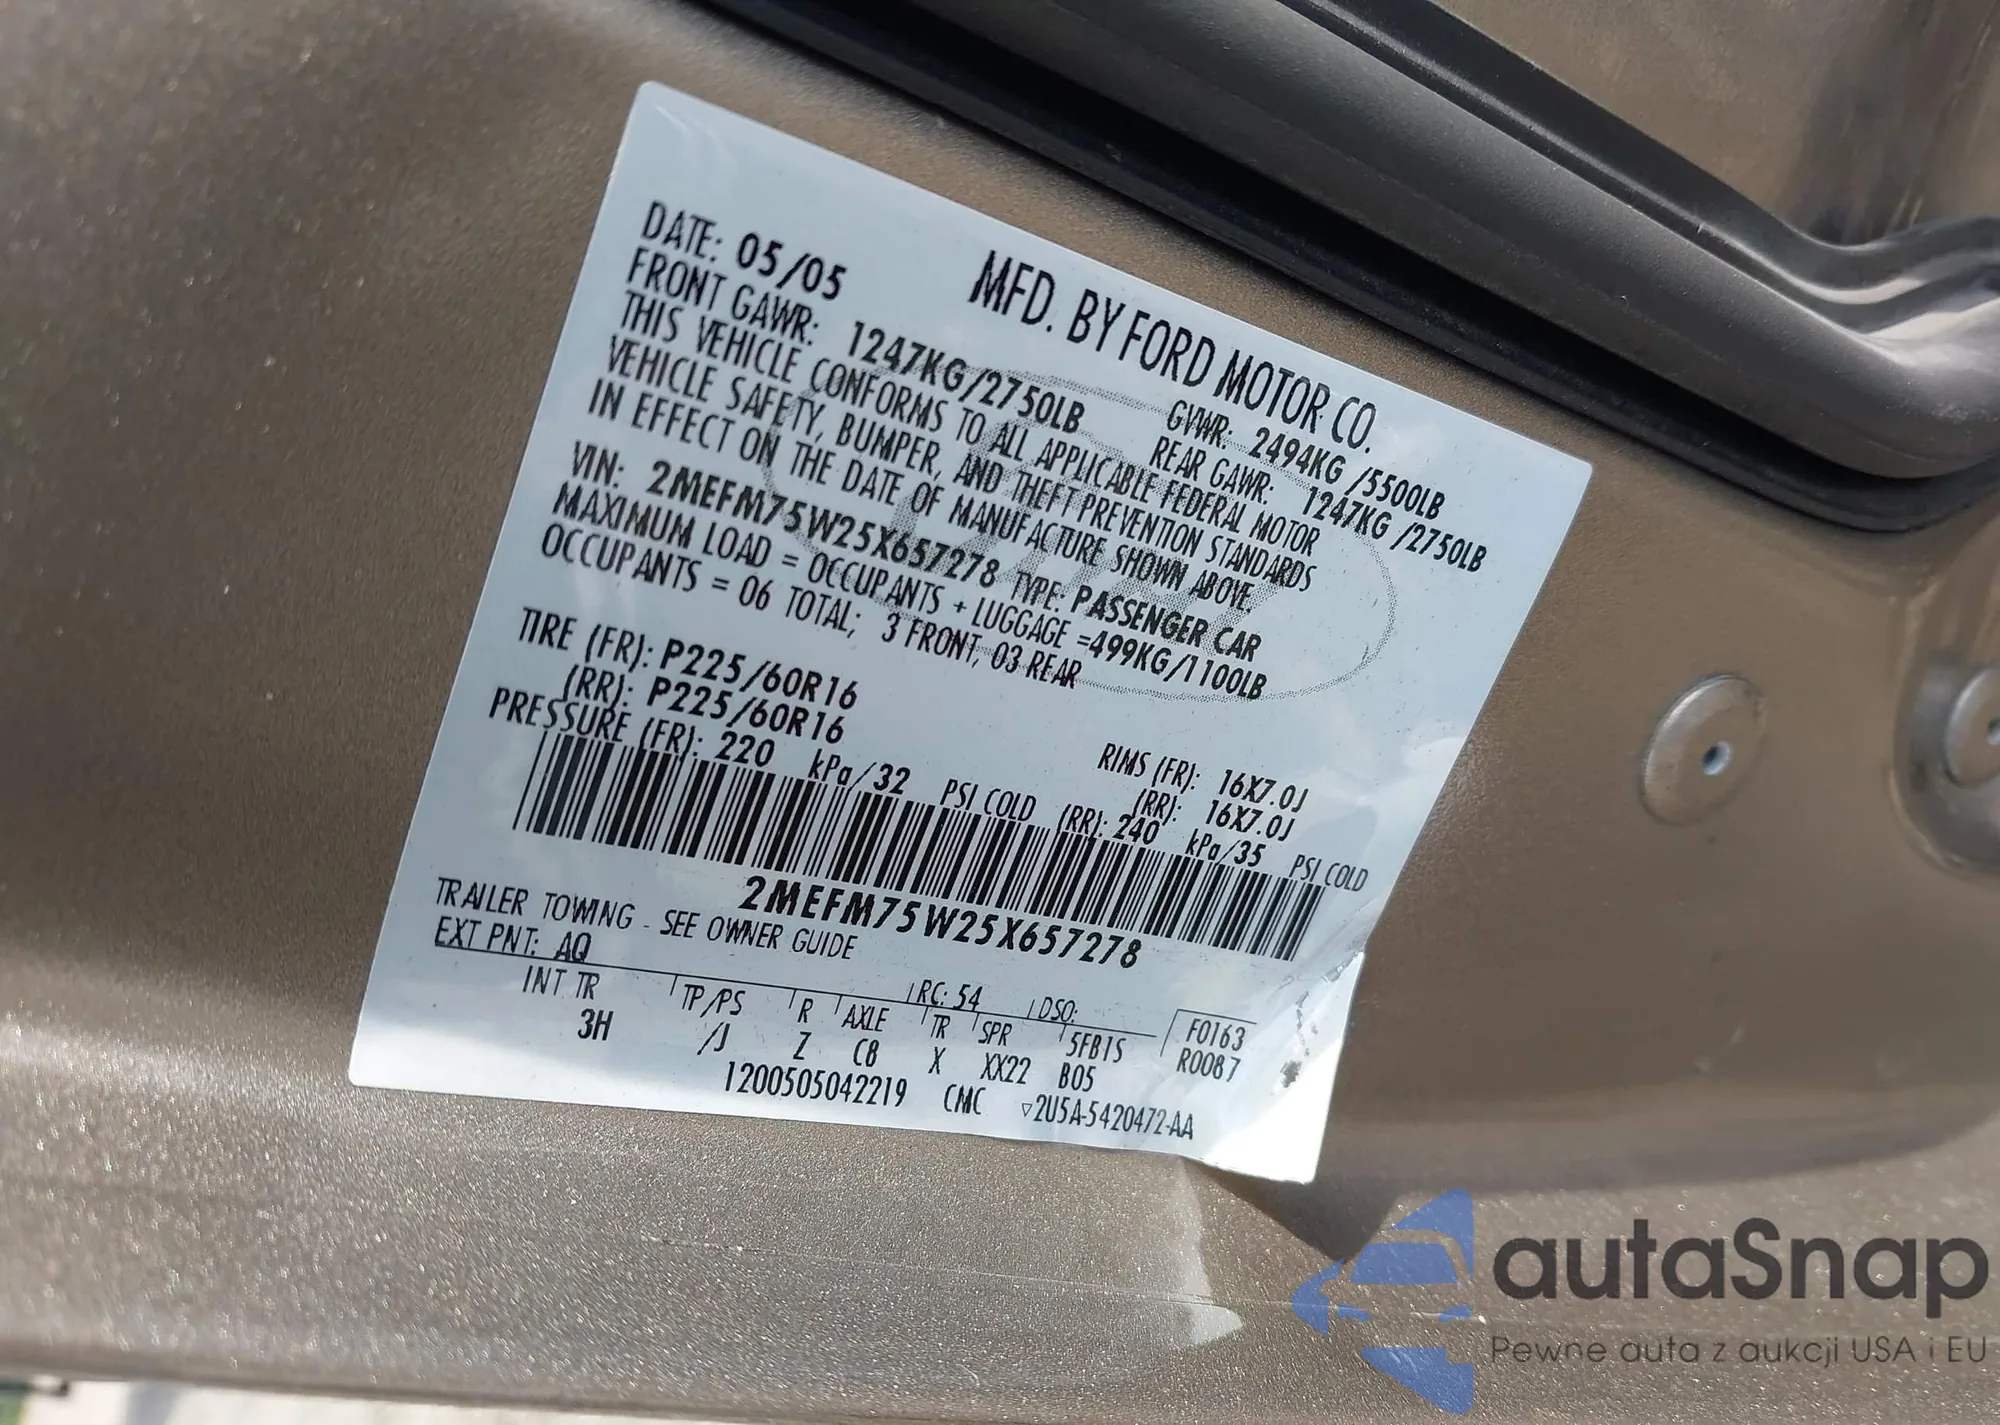 MFD. BY FORD MOTOR CO.
DATE: 05/05 GVWR: 2494KG /5500LB
FRONT GAWR: 1247KG/2750LB REAR GAWR: 1247KG /2750LB
THIS VEHICLE CONFORMS TO ALL APPLICABLE FEDERAL MOTOR
VEHICLE SAFETY, BUMPER, AND THEFT PREVENTION STANDARDS
IN EFFECT ON THE DATE OF MANUFACTURE SHOWN ABOVE.
VIN: 2MEFM75W25X657278 TYPE: PASSENGER CAR
MAXIMUM LOAD = OCCUPANTS + LUGGAGE =499KG/1100LB
OCCUPANTS = 06 TOTAL; 3 FRONT, 03 REAR
TIRE (FR): P225/60R16 RIMS (FR): 16X7.0J
(RR): P225/60R16 (RR): 16X7.0J
PRESSURE (FR): 220 kPa/32 PSI COLD (RR): 240 kPa/35 PSI COLD
2MEFM75W25X657278
TRAILER TOWING - SEE OWNER GUIDE
EXT PNT: AQ RC: 54 DSO: F0163
INT TR TP/PS R AXLE TR SPR 5FB1S R0087
3H /J Z C8 X XX22 B05
1200505042219 CMC ▽2U5A-5420472-AA
autaSnap
Pewne auta z aukcji USA i EU